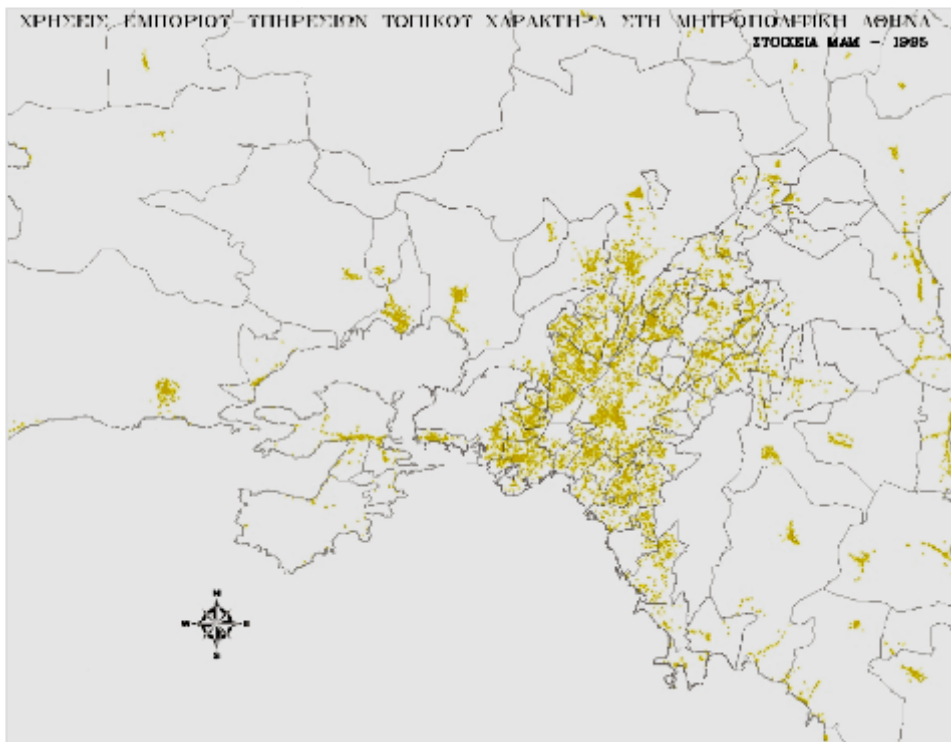 ΧΡΗΣΕΙΣ ΕΜΠΟΡΙΟΥ-ΥΠΗΡΕΣΙΩΝ ΤΟΠΙΚΟΥ ΧΑΡΑΚΤΗΡΑ ΣΤΗ ΜΗΤΡΟΠΟΛΙΤΙΚΗ ΑΘΗΝΑ
ΣΤΟΙΧΕΙΑ ΜΑΜ - 1995
N
W E
S